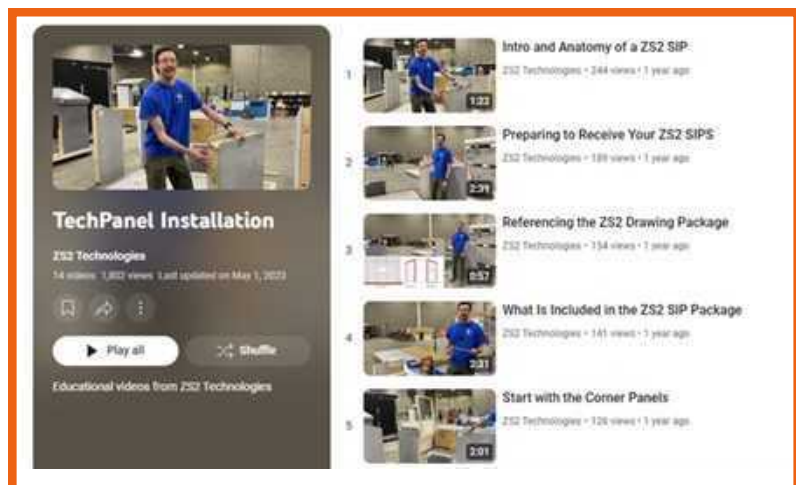 TechPanel Installation
ZS2 Technologies
14 videos 1,802 views Last updated on May 1, 2023
Play all
Shuffle
Educational videos from ZS2 Technologies
1
1:22
Intro and Anatomy of a ZS2 SIP
ZS2 Technologies • 244 views • 1 year ago
2
2:39
Preparing to Receive Your ZS2 SIPS
ZS2 Technologies • 189 views • 1 year ago
3
0:57
Referencing the ZS2 Drawing Package
ZS2 Technologies • 154 views • 1 year ago
4
2:31
What Is Included in the ZS2 SIP Package
ZS2 Technologies • 141 views • 1 year ago
5
2:01
Start with the Corner Panels
ZS2 Technologies • 126 views • 1 year ago